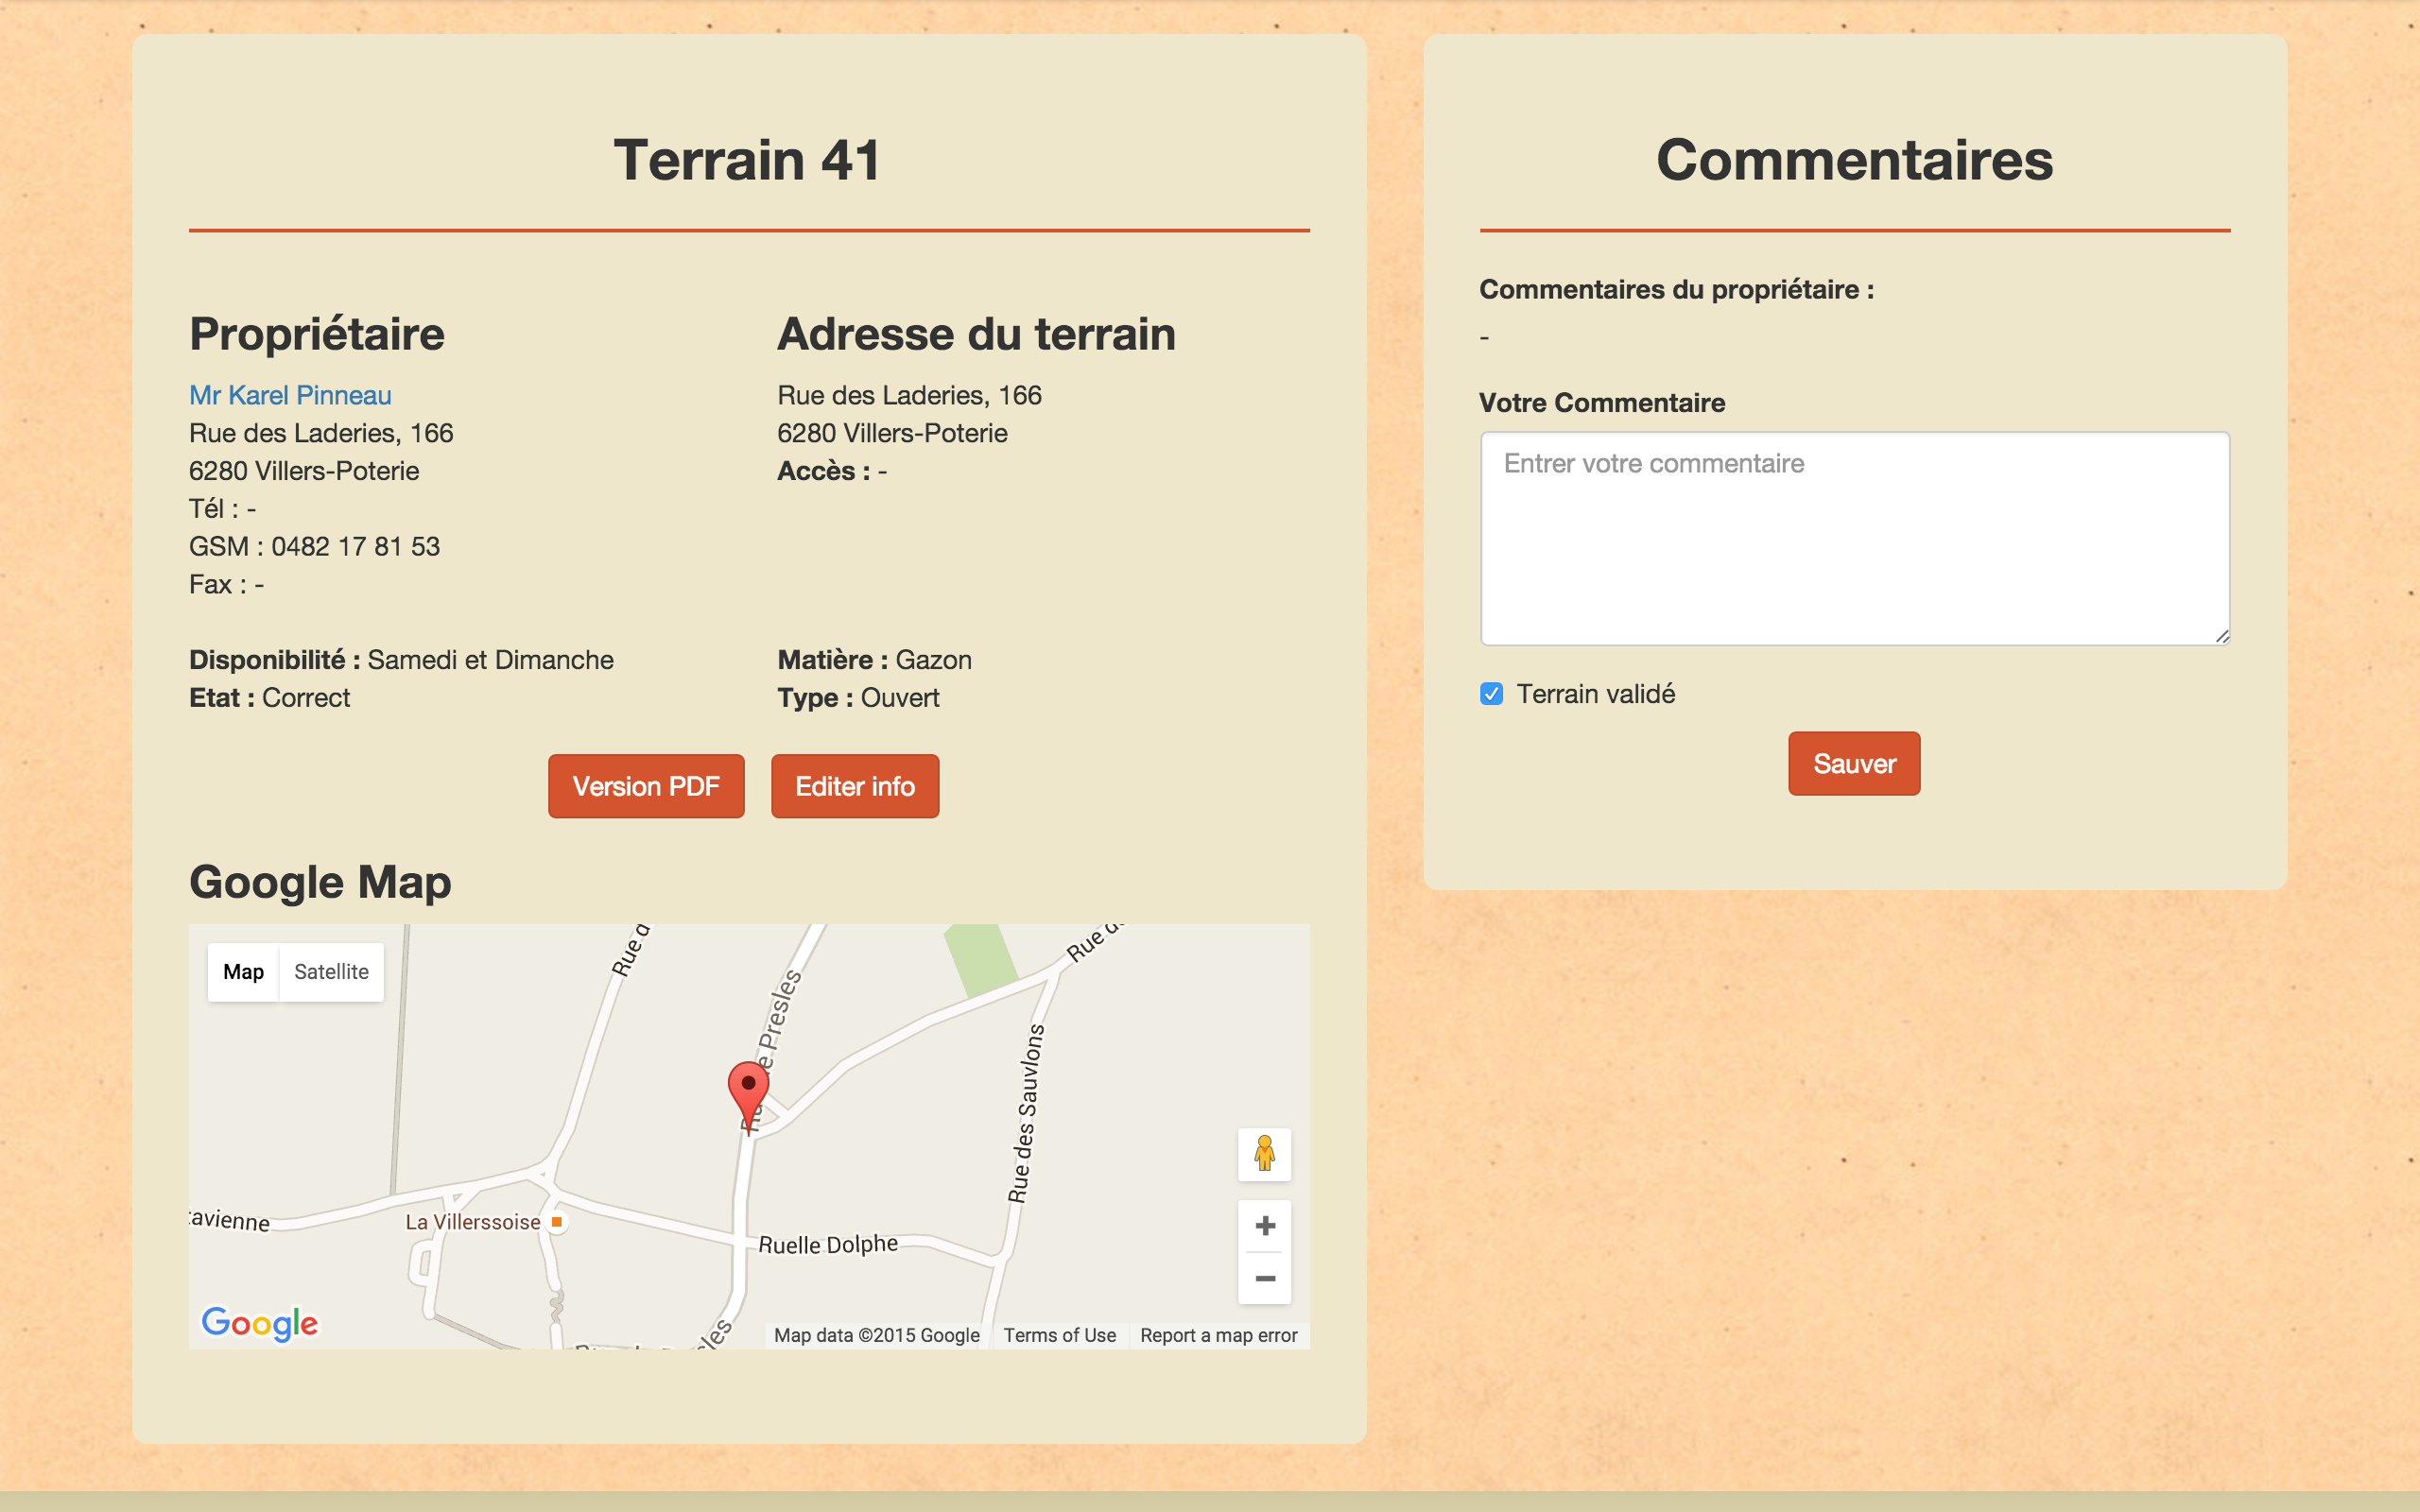 Terrain 41
Propriétaire
Mr Karel Pinneau
Rue des Laderies, 166
6280 Villers-Poterie
Tél : -
GSM : 0482 17 81 53
Fax : -
Adresse du terrain
Rue des Laderies, 166
6280 Villers-Poterie
Accès : -
Disponibilité : Samedi et Dimanche
Etat : Correct
Matière : Gazon
Type : Ouvert
Version PDF
Editer info
Google Map
Map
Satellite
Rue d
Presles
Rue d
Rue des Sauvlons
tavienne
La Villerssoise
Ruelle Dolphe
Google
Map data ©2015 Google
Terms of Use
Report a map error
Commentaires
Commentaires du propriétaire :
-
Votre Commentaire
Entrer votre commentaire
Terrain validé
Sauver